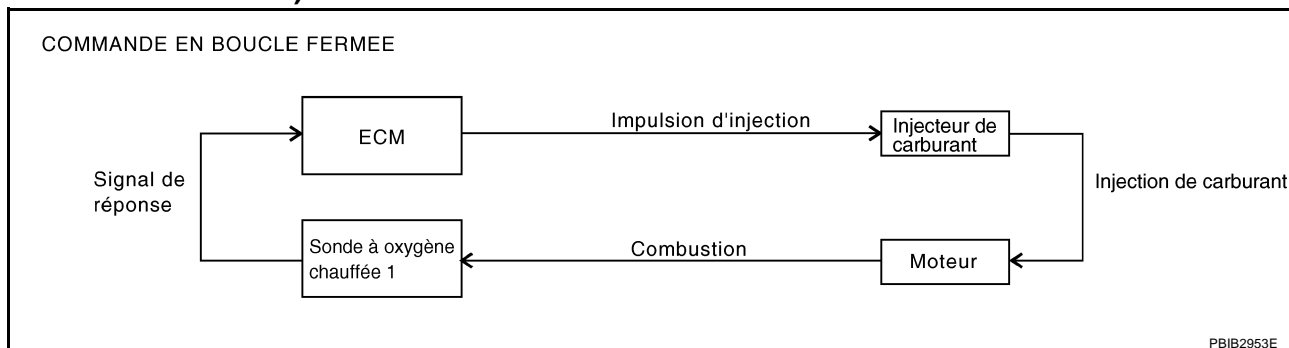 COMMANDE EN BOUCLE FERMEE
ECM
Impulsion d'injection
Injecteur de
carburant
Signal de
réponse
Injection de carburant
Sonde à oxygène
chauffée 1
Combustion
Moteur
PBIB2953E